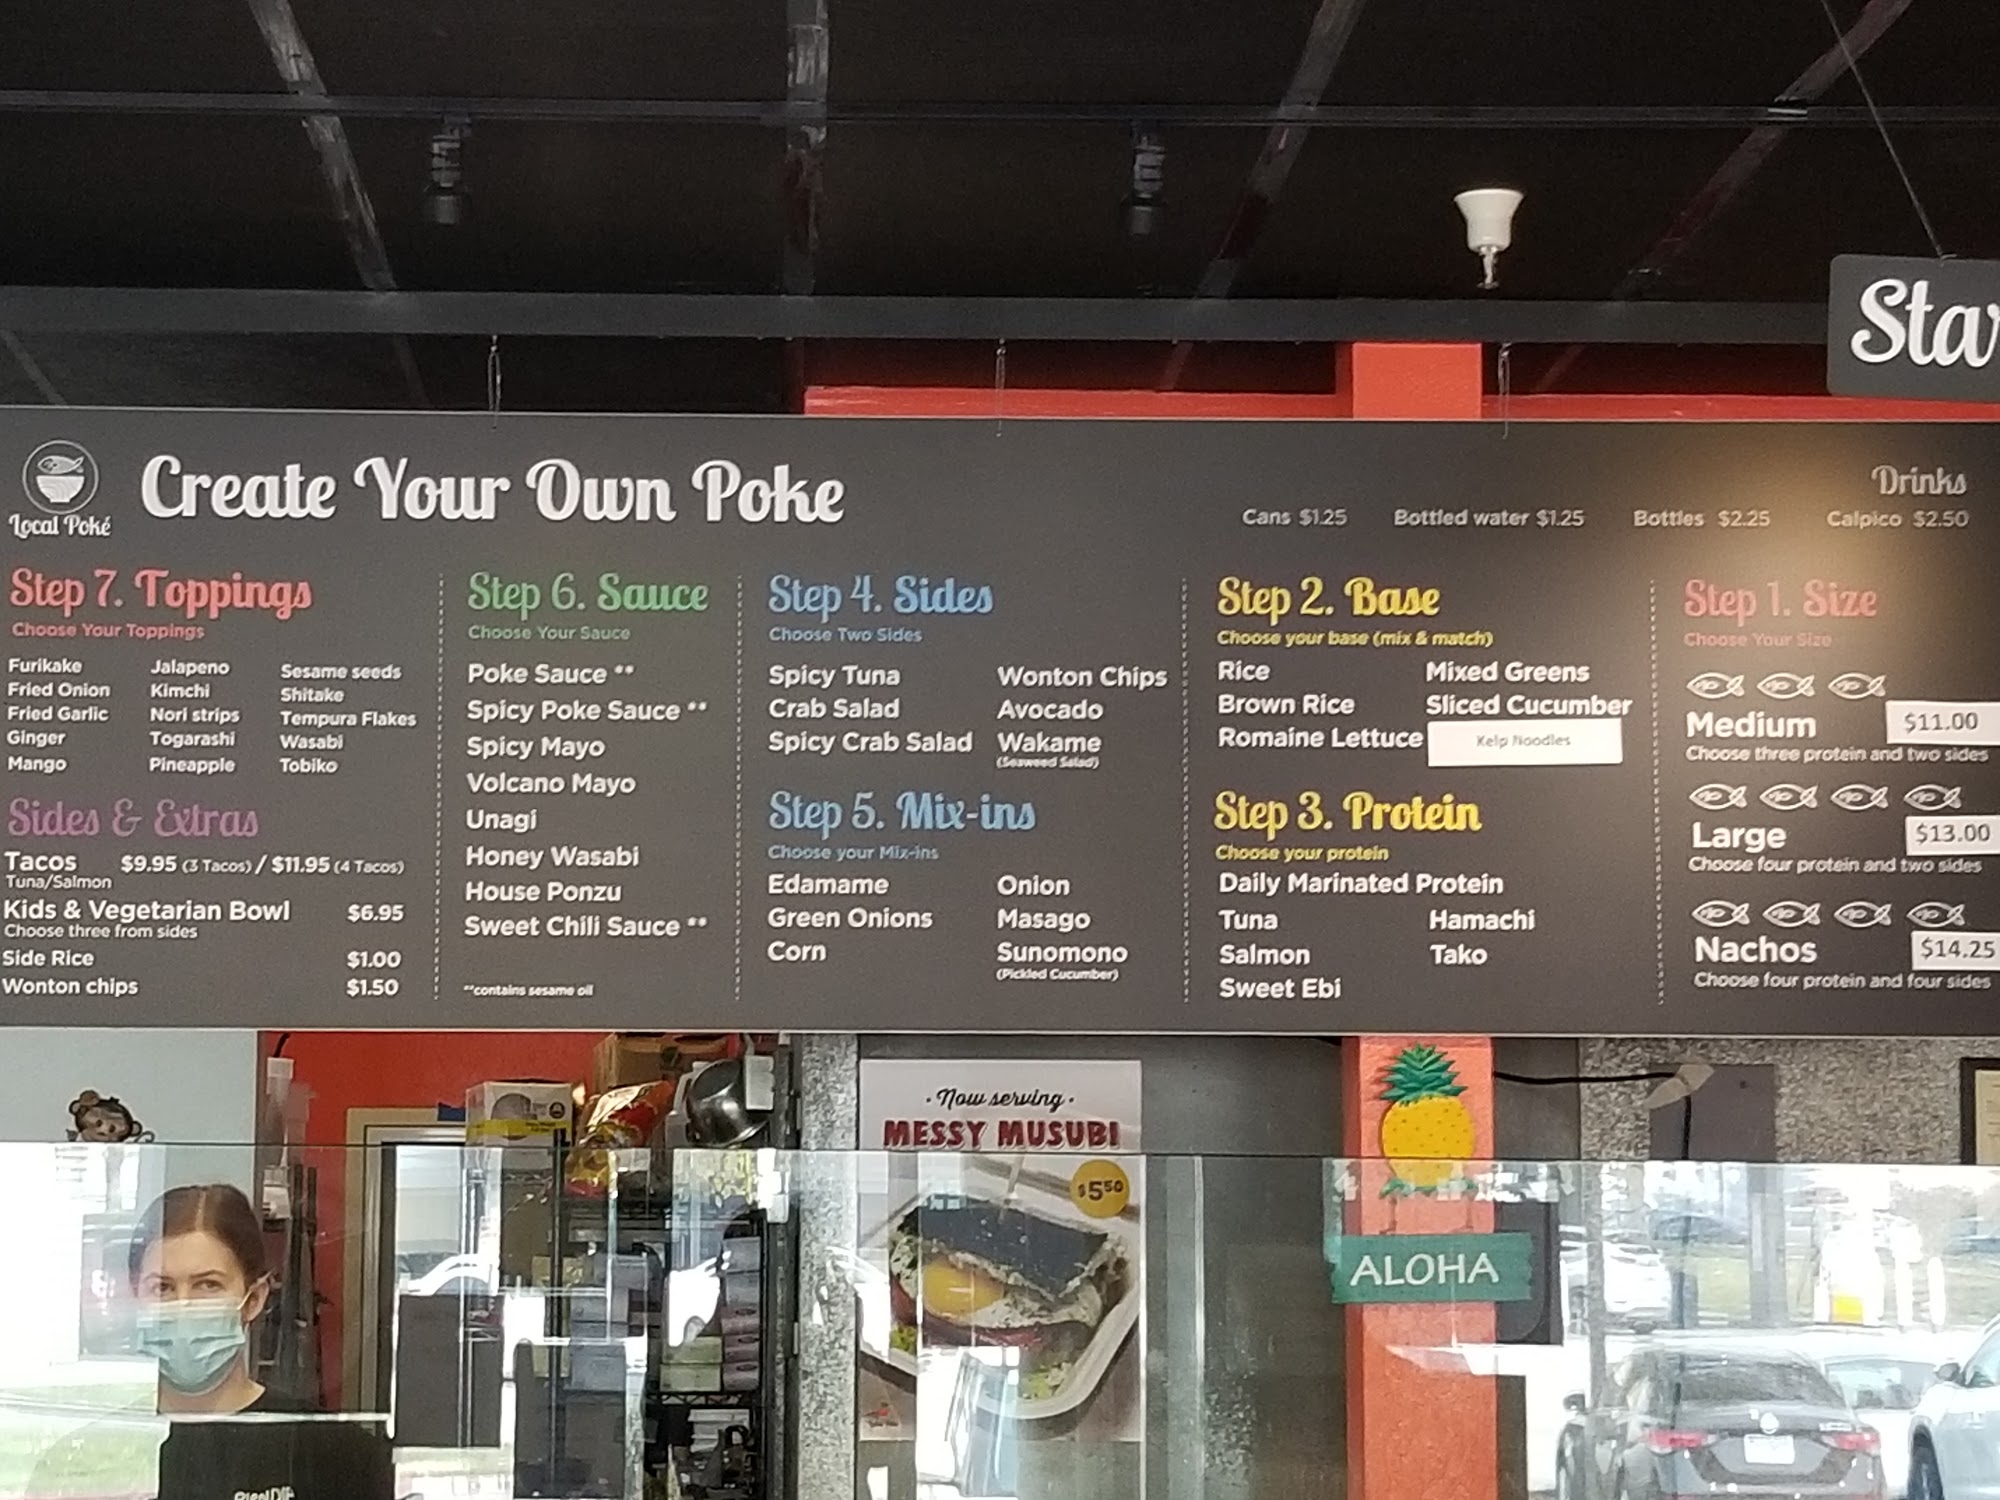 Star
Local Poké
Create Your Own Poke
Drinks
Cans $1.25 Bottled water $1.25 Bottles $2.25 Calpico $2.50
Step 7. Toppings
Choose Your Toppings
Furikake
Fried Onion
Fried Garlic
Ginger
Mango
Jalapeno
Kimchi
Nori strips
Togarashi
Pineapple
Sesame seeds
Shitake
Tempura Flakes
Wasabi
Tobiko
Sides & Extras
Tacos $9.95 (3 Tacos) / $11.95 (4 Tacos)
Tuna/Salmon
Kids & Vegetarian Bowl $6.95
Choose three from sides
Side Rice $1.00
Wonton chips $1.50
Step 6. Sauce
Choose Your Sauce
Poke Sauce **
Spicy Poke Sauce **
Spicy Mayo
Volcano Mayo
Unagi
Honey Wasabi
House Ponzu
Sweet Chili Sauce **
**contains sesame oil
Step 4. Sides
Choose Two Sides
Spicy Tuna
Crab Salad
Spicy Crab Salad
Wonton Chips
Avocado
Wakame
(Seaweed Salad)
Step 5. Mix-ins
Choose your Mix-ins
Edamame
Green Onions
Corn
Onion
Masago
Sunomono
(Pickled Cucumber)
Step 2. Base
Choose your base (mix & match)
Rice
Brown Rice
Romaine Lettuce
Mixed Greens
Sliced Cucumber
Kelp Noodles
Step 3. Protein
Choose your protein
Daily Marinated Protein
Tuna
Salmon
Sweet Ebi
Hamachi
Tako
Step 1. Size
Choose Your Size
Medium $11.00
Choose three protein and two sides
Large $13.00
Choose four protein and two sides
Nachos $14.25
Choose four protein and four sides
· Now serving ·
MESSY MUSUBI
$5.50
ALOHA